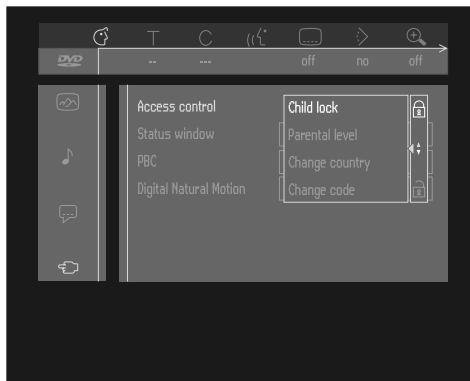 T C
DVD -- --- off no off
Access control Child lock
Status window Parental level
PBC Change country
Digital Natural Motion Change code